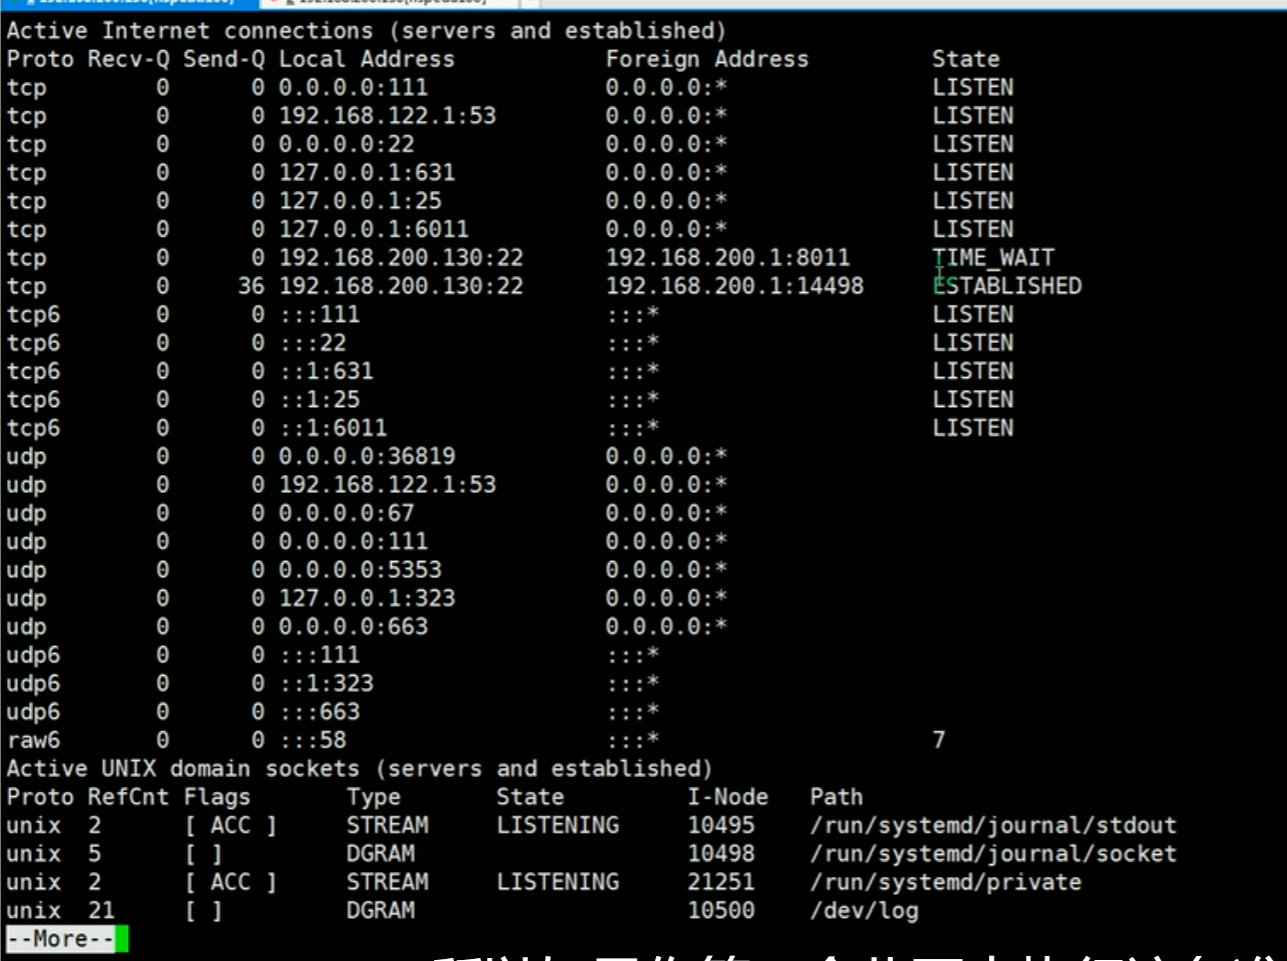 Active Internet connections (servers and established)
Proto Recv-Q Send-Q Local Address           Foreign Address         State
tcp        0      0 0.0.0.0:111             0.0.0.0:*               LISTEN
tcp        0      0 192.168.122.1:53        0.0.0.0:*               LISTEN
tcp        0      0 0.0.0.0:22              0.0.0.0:*               LISTEN
tcp        0      0 127.0.0.1:631           0.0.0.0:*               LISTEN
tcp        0      0 127.0.0.1:25            0.0.0.0:*               LISTEN
tcp        0      0 127.0.0.1:6011          0.0.0.0:*               LISTEN
tcp        0      0 192.168.200.130:22      192.168.200.1:8011      TIME_WAIT
tcp        0     36 192.168.200.130:22      192.168.200.1:14498     ESTABLISHED
tcp6       0      0 :::111                  :::*                    LISTEN
tcp6       0      0 :::22                   :::*                    LISTEN
tcp6       0      0 ::1:631                 :::*                    LISTEN
tcp6       0      0 ::1:25                  :::*                    LISTEN
tcp6       0      0 ::1:6011                :::*                    LISTEN
udp        0      0 0.0.0.0:36819           0.0.0.0:*
udp        0      0 192.168.122.1:53        0.0.0.0:*
udp        0      0 0.0.0.0:67              0.0.0.0:*
udp        0      0 0.0.0.0:111             0.0.0.0:*
udp        0      0 0.0.0.0:5353            0.0.0.0:*
udp        0      0 127.0.0.1:323           0.0.0.0:*
udp        0      0 0.0.0.0:663             0.0.0.0:*
udp6       0      0 :::111                  :::*
udp6       0      0 ::1:323                 :::*
udp6       0      0 :::663                  :::*
raw6       0      0 :::58                   :::*                    7
Active UNIX domain sockets (servers and established)
Proto RefCnt Flags       Type       State         I-Node   Path
unix  2      [ ACC ]     STREAM     LISTENING     10495    /run/systemd/journal/stdout
unix  5      [ ]         DGRAM                    10498    /run/systemd/journal/socket
unix  2      [ ACC ]     STREAM     LISTENING     21251    /run/systemd/private
unix  21     [ ]         DGRAM                    10500    /dev/log
--More--